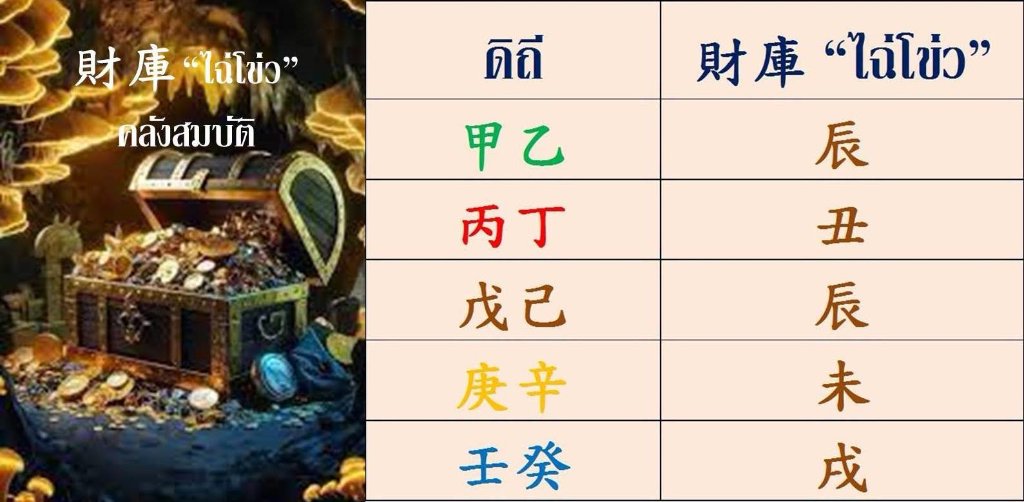 財庫 “ไฉ่โข่ว”
คลังสมบัติ
ดิถี 財庫 “ไฉ่โข่ว”
甲乙 辰
丙丁 丑
戊己 辰
庚辛 未
壬癸 戌